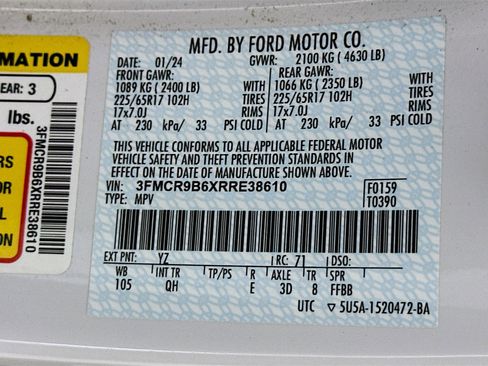 MATION
EAR: 3
lbs.
RS
OR
L
ION
3FMCR9B6XRRE38610
MFD. BY FORD MOTOR CO.
DATE: 01/24 GVWR: 2100 KG ( 4630 LB)
FRONT GAWR: REAR GAWR:
1089 KG ( 2400 LB) 1066 KG ( 2350 LB)
225/65R17 102H TIRES 225/65R17 102H TIRES
17x7.0J RIMS 17x7.0J RIMS
AT 230 kPa/ 33 PSI COLD AT 230 kPa/ 33 PSI COLD
THIS VEHICLE CONFORMS TO ALL APPLICABLE FEDERAL MOTOR
VEHICLE SAFETY AND THEFT PREVENTION STANDARDS IN
EFFECT ON THE DATE OF MANUFACTURE SHOWN ABOVE.
VIN: 3FMCR9B6XRRE38610 F0159
TYPE: MPV T0390
EXT PNT: YZ RC: 71 DSO:
WB INT TR TP/PS R AXLE TR SPR
105 QH E 3D 8 FFBB
UTC ▽5U5A-1520472-BA